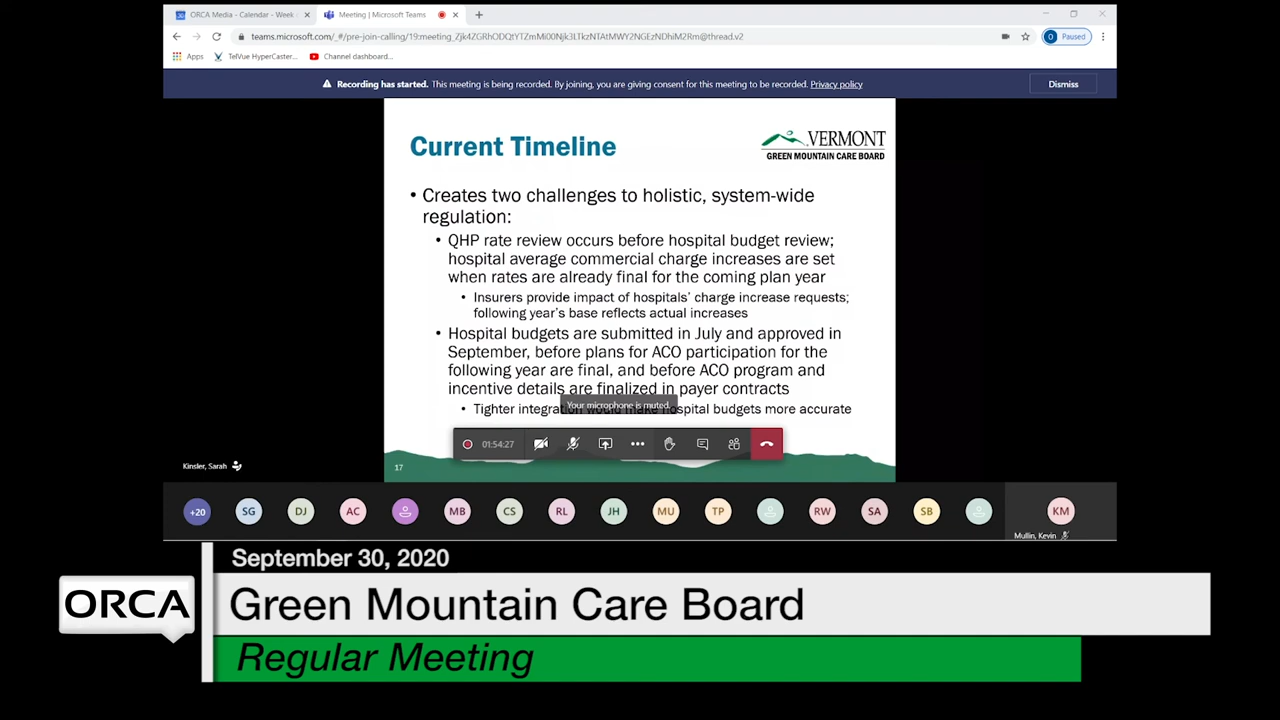 ORCA Media - Calendar - Week
Meeting | Microsoft Teams
teams.microsoft.com/_#/pre-join-calling/19:meeting_Zjk4ZGRhODQtYTZmMi00Njk3LTkzNTAtMWY2NGEzNDhiM2Rm@thread.v2
Paused
Apps
TelVue HyperCaster...
Channel dashboard...
Recording has started. This meeting is being recorded. By joining, you are giving consent for this meeting to be recorded. Privacy policy
Dismiss
Current Timeline
VERMONT
GREEN MOUNTAIN CARE BOARD
• Creates two challenges to holistic, system-wide
regulation:
• QHP rate review occurs before hospital budget review;
hospital average commercial charge increases are set
when rates are already final for the coming plan year
• Insurers provide impact of hospitals' charge increase requests;
following year's base reflects actual increases
• Hospital budgets are submitted in July and approved in
September, before plans for ACO participation for the
following year are final, and before ACO program and
incentive details are finalized in payer contracts
Your microphone is muted.
• Tighter integration would make hospital budgets more accurate
01:54:27
17
Kinsler, Sarah
+20 SG DJ AC MB CS RL JH MU TP RW SA SB KM
Mullin, Kevin
September 30, 2020
ORCA
Green Mountain Care Board
Regular Meeting